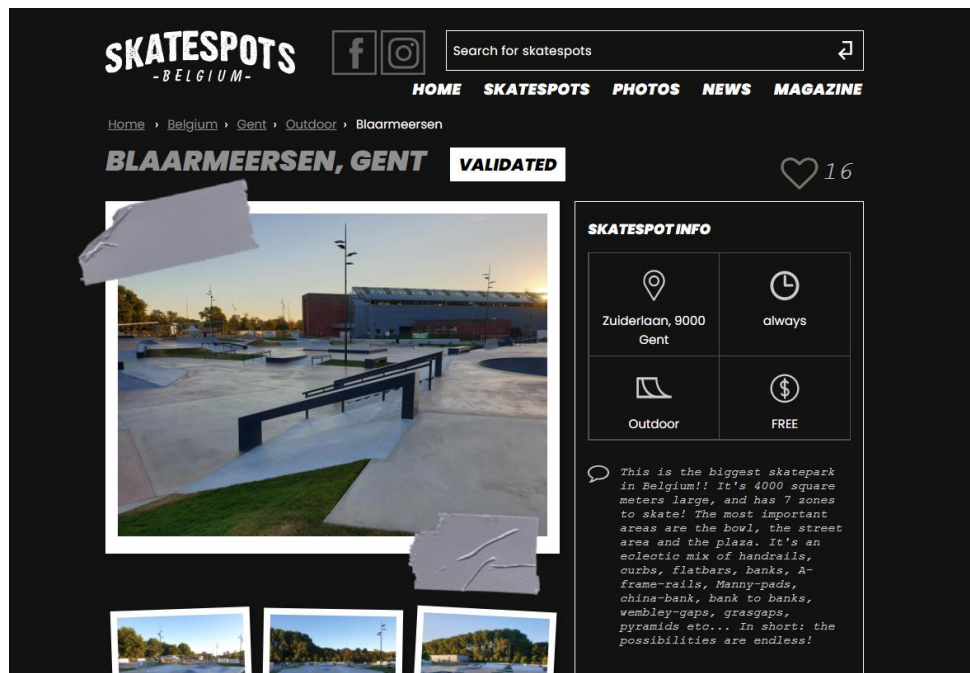 SKATESPOTS
-BELGIUM-
Search for skatespots
HOME SKATESPOTS PHOTOS NEWS MAGAZINE
Home › Belgium › Gent › Outdoor › Blaarmeersen
BLAARMEERSEN, GENT
VALIDATED
16
SKATESPOT INFO
Zuiderlaan, 9000
Gent
always
Outdoor
FREE
This is the biggest skatepark
in Belgium!! It's 4000 square
meters large, and has 7 zones
to skate! The most important
areas are the bowl, the street
area and the plaza. It's an
eclectic mix of handrails,
curbs, flatbars, banks, A-
frame-rails, Manny-pads,
china-bank, bank to banks,
wembley-gaps, grasgaps,
pyramids etc... In short: the
possibilities are endless!